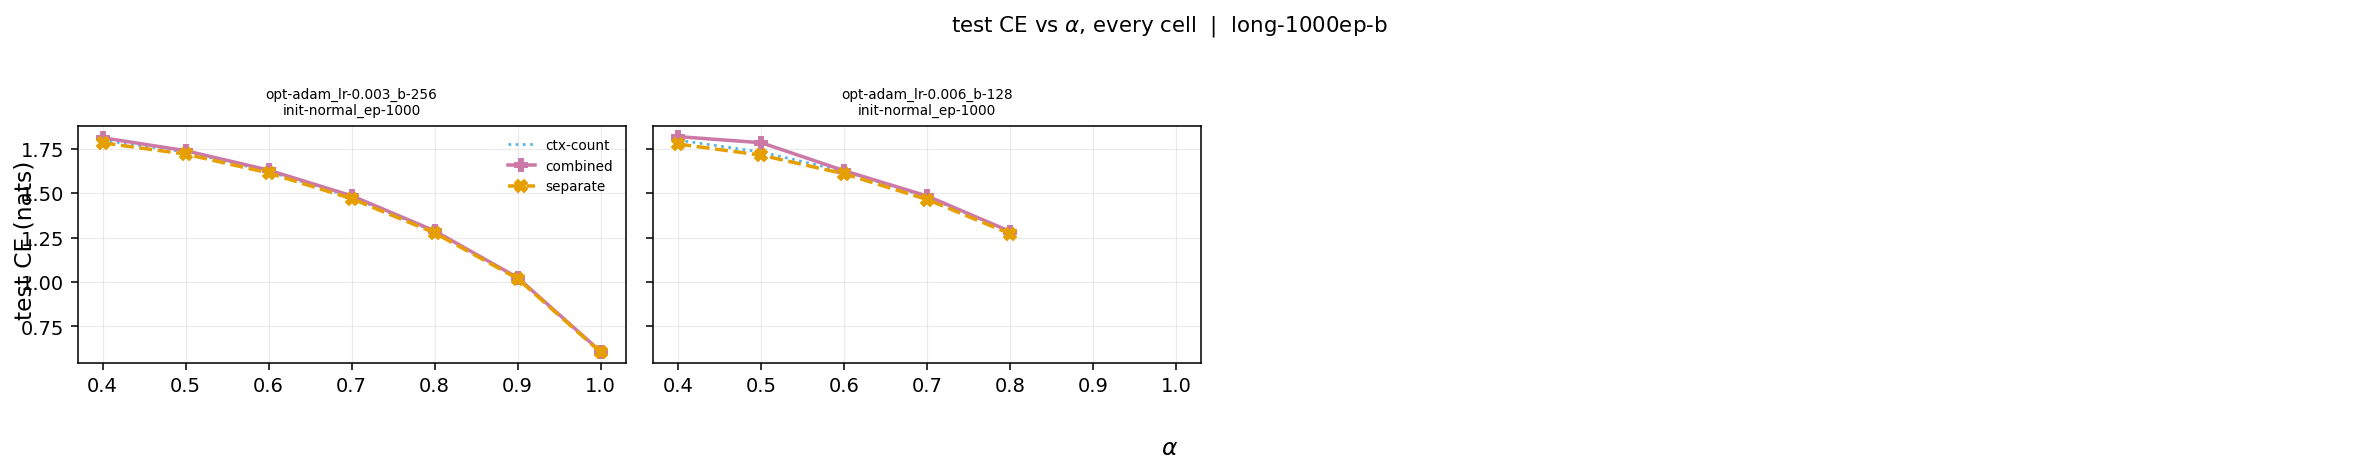 test CE vs α, every cell | long-1000ep-b
opt-adam_lr-0.003_b-256
init-normal_ep-1000
opt-adam_lr-0.006_b-128
init-normal_ep-1000
test CE (nats)
1.75
1.50
1.25
1.00
0.75
ctx-count
combined
separate
0.4 0.5 0.6 0.7 0.8 0.9 1.0
0.4 0.5 0.6 0.7 0.8 0.9 1.0
α